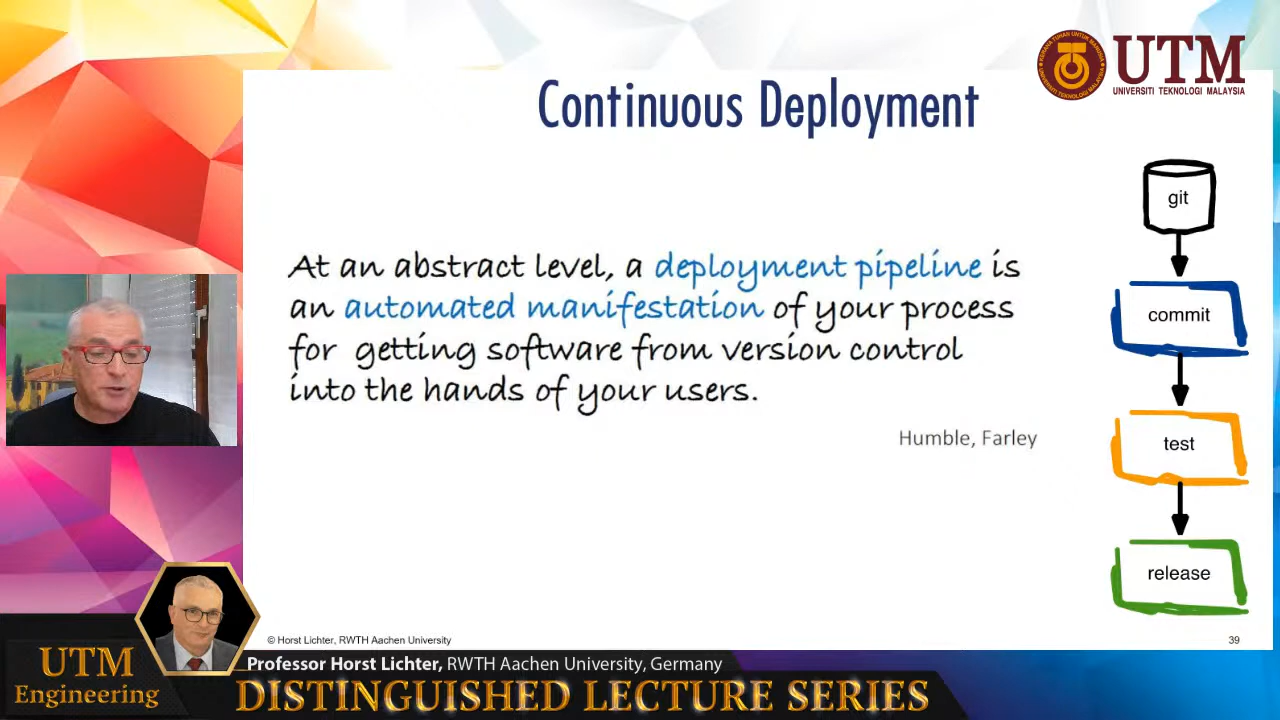 UTM
UNIVERSITI TEKNOLOGI MALAYSIA
Continuous Deployment
At an abstract level, a deployment pipeline is
an automated manifestation of your process
for getting software from version control
into the hands of your users.
Humble, Farley
git
commit
test
release
© Horst Lichter, RWTH Aachen University
39
Professor Horst Lichter, RWTH Aachen University, Germany
UTM
Engineering
DISTINGUISHED LECTURE SERIES